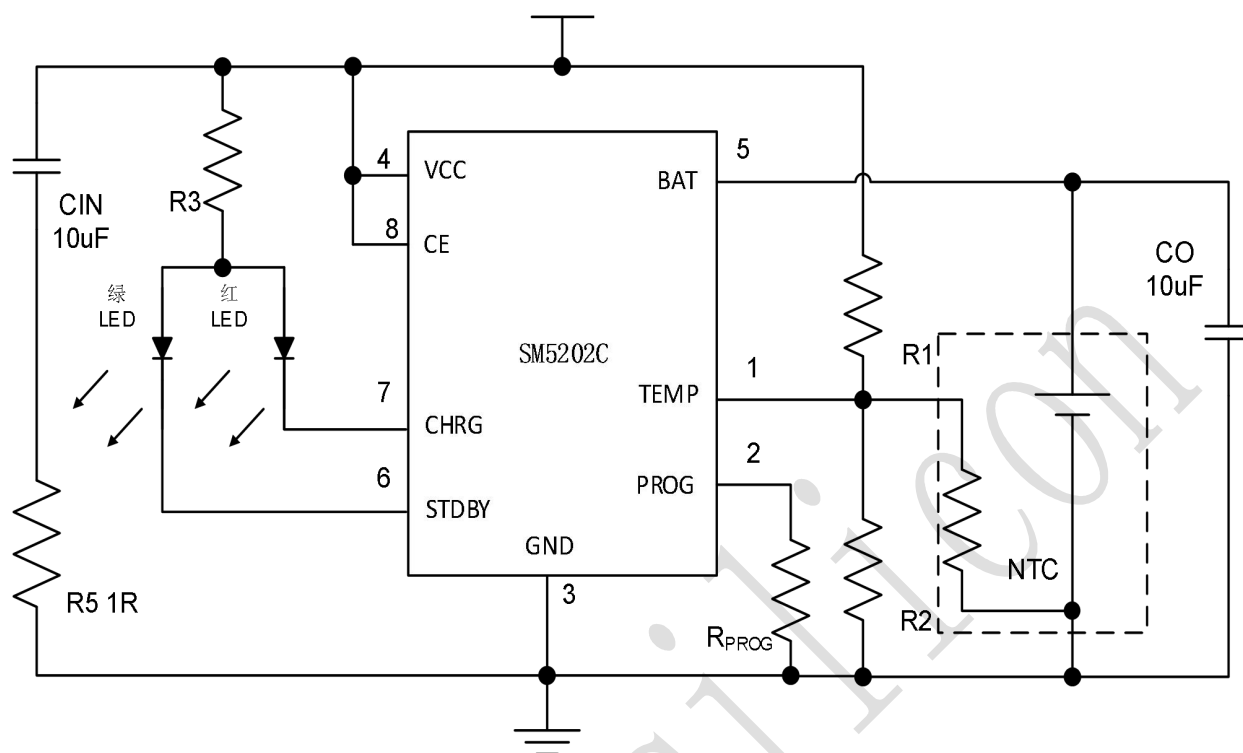 5
4
VCC
BAT
CIN
10uF
R3
8
CE
CO
10uF
绿
LED
红
LED
SM5202C
R1
1
7
TEMP
CHRG
2
6
PROG
STDBY
GND
NTC
3
R5 1R
R2
RPROG